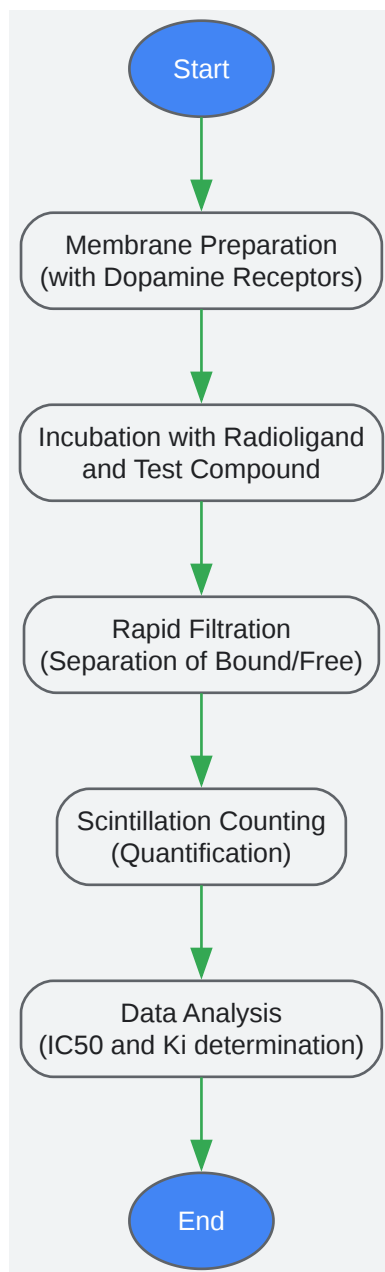 Start
Membrane Preparation
(with Dopamine Receptors)
Incubation with Radioligand
and Test Compound
Rapid Filtration
(Separation of Bound/Free)
Scintillation Counting
(Quantification)
Data Analysis
(IC50 and Ki determination)
End